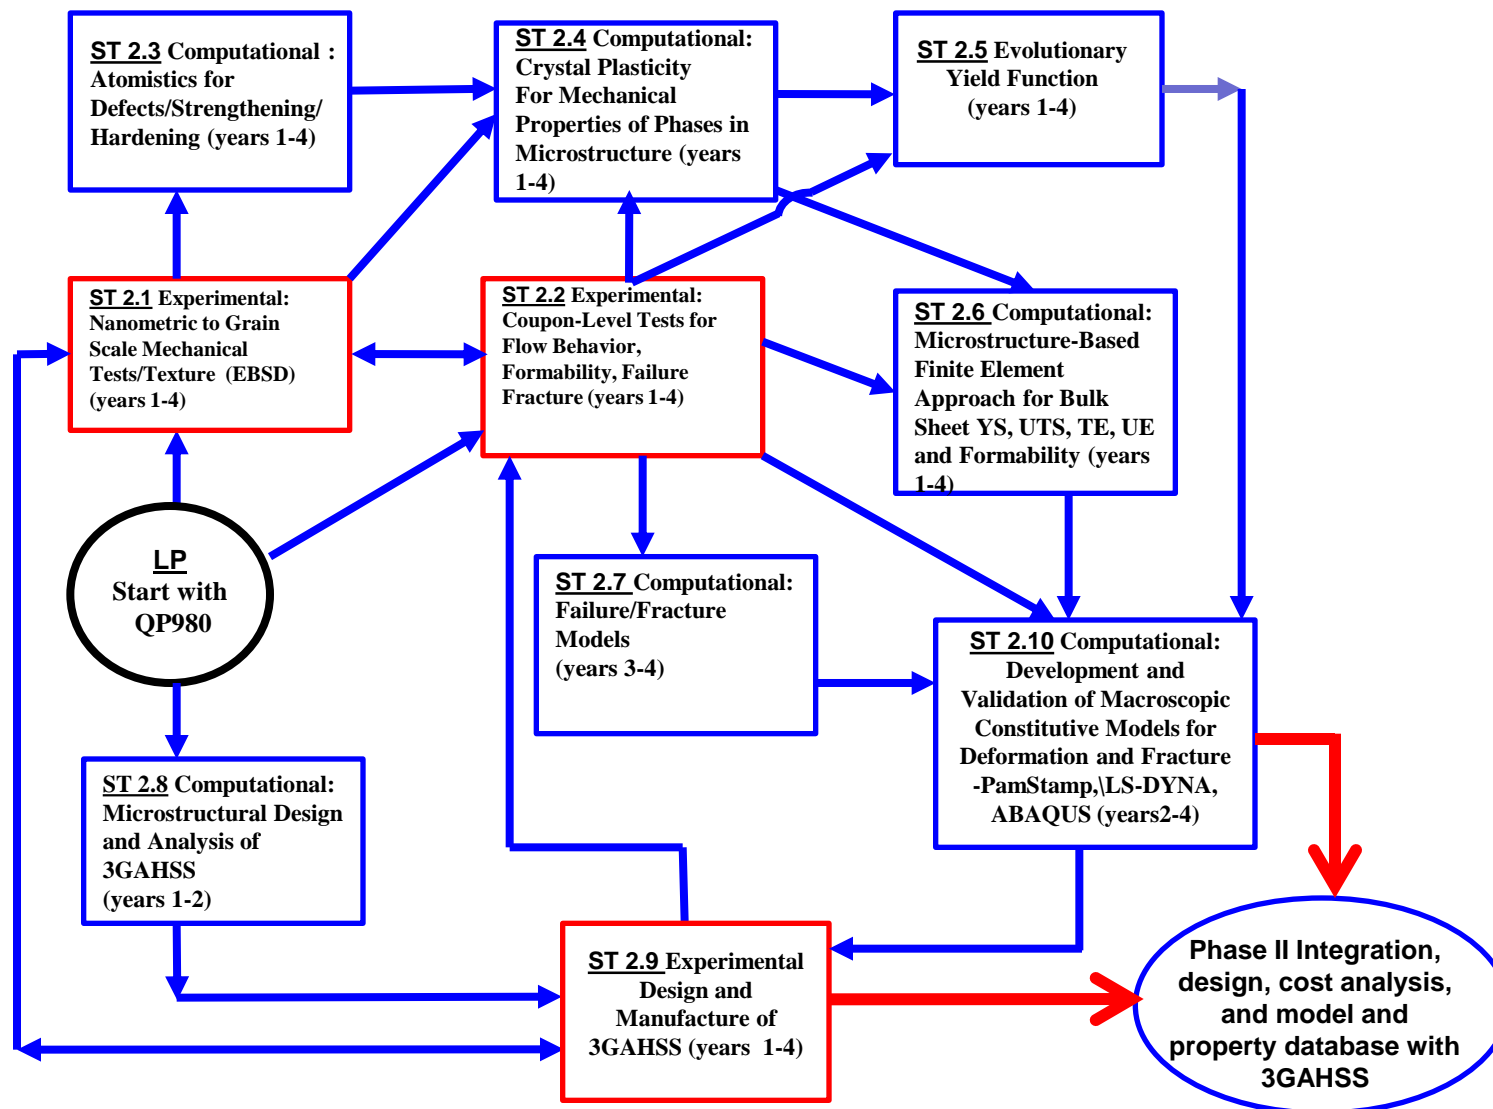 ST 2.3 Computational :
Atomistics for
Defects/Strengthening/
Hardening (years 1-4)
ST 2.4 Computational:
Crystal Plasticity
For Mechanical
Properties of Phases in
Microstructure (years
1-4)
ST 2.5 Evolutionary
Yield Function
(years 1-4)
ST 2.1 Experimental:
Nanometric to Grain
Scale Mechanical
Tests/Texture (EBSD)
(years 1-4)
ST 2.2 Experimental:
Coupon-Level Tests for
Flow Behavior,
Formability, Failure
Fracture (years 1-4)
ST 2.6 Computational:
Microstructure-Based
Finite Element
Approach for Bulk
Sheet YS, UTS, TE, UE
and Formability (years
1-4)
LP
Start with
QP980
ST 2.7 Computational:
Failure/Fracture
Models
(years 3-4)
ST 2.10 Computational:
Development and
Validation of Macroscopic
Constitutive Models for
Deformation and Fracture
-PamStamp,\LS-DYNA,
ABAQUS (years2-4)
ST 2.8 Computational:
Microstructural Design
and Analysis of
3GAHSS
(years 1-2)
ST 2.9 Experimental
Design and
Manufacture of
3GAHSS (years 1-4)
Phase II Integration,
design, cost analysis,
and model and
property database with
3GAHSS